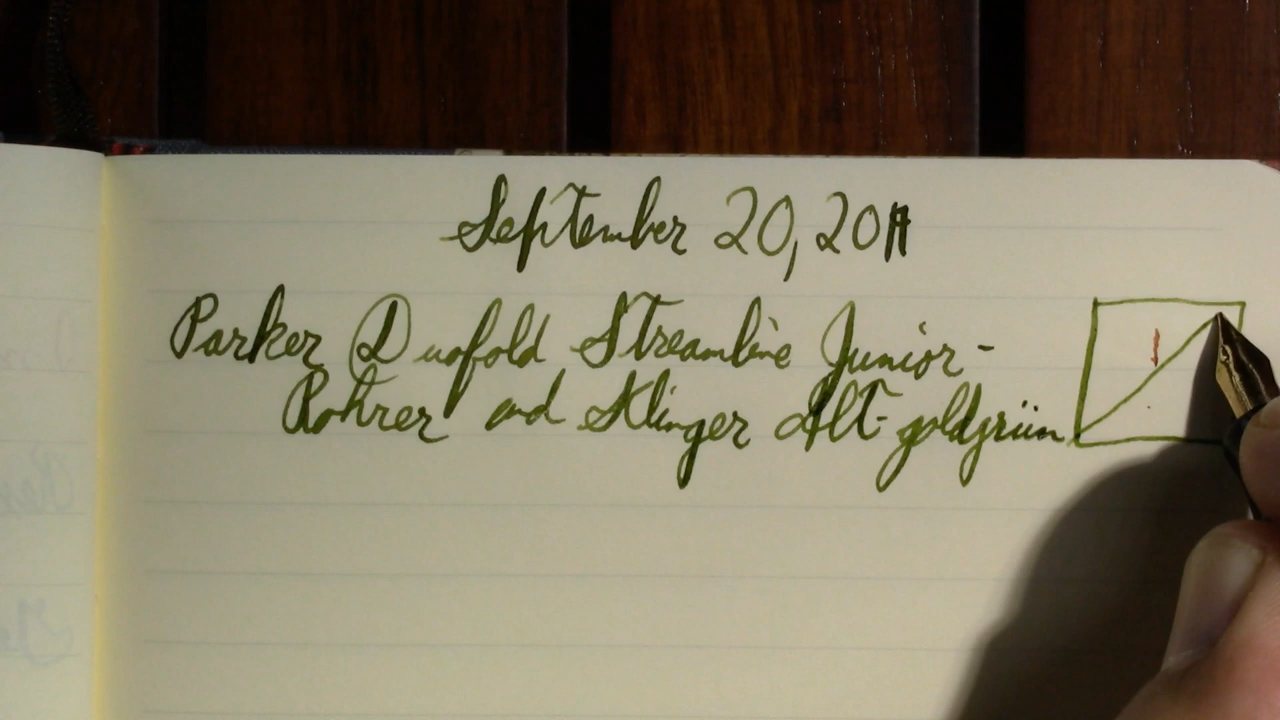 September 20, 2011
Parker Duofold Streamline Junior-
Rohrer and Klinger Alt-goldgrün